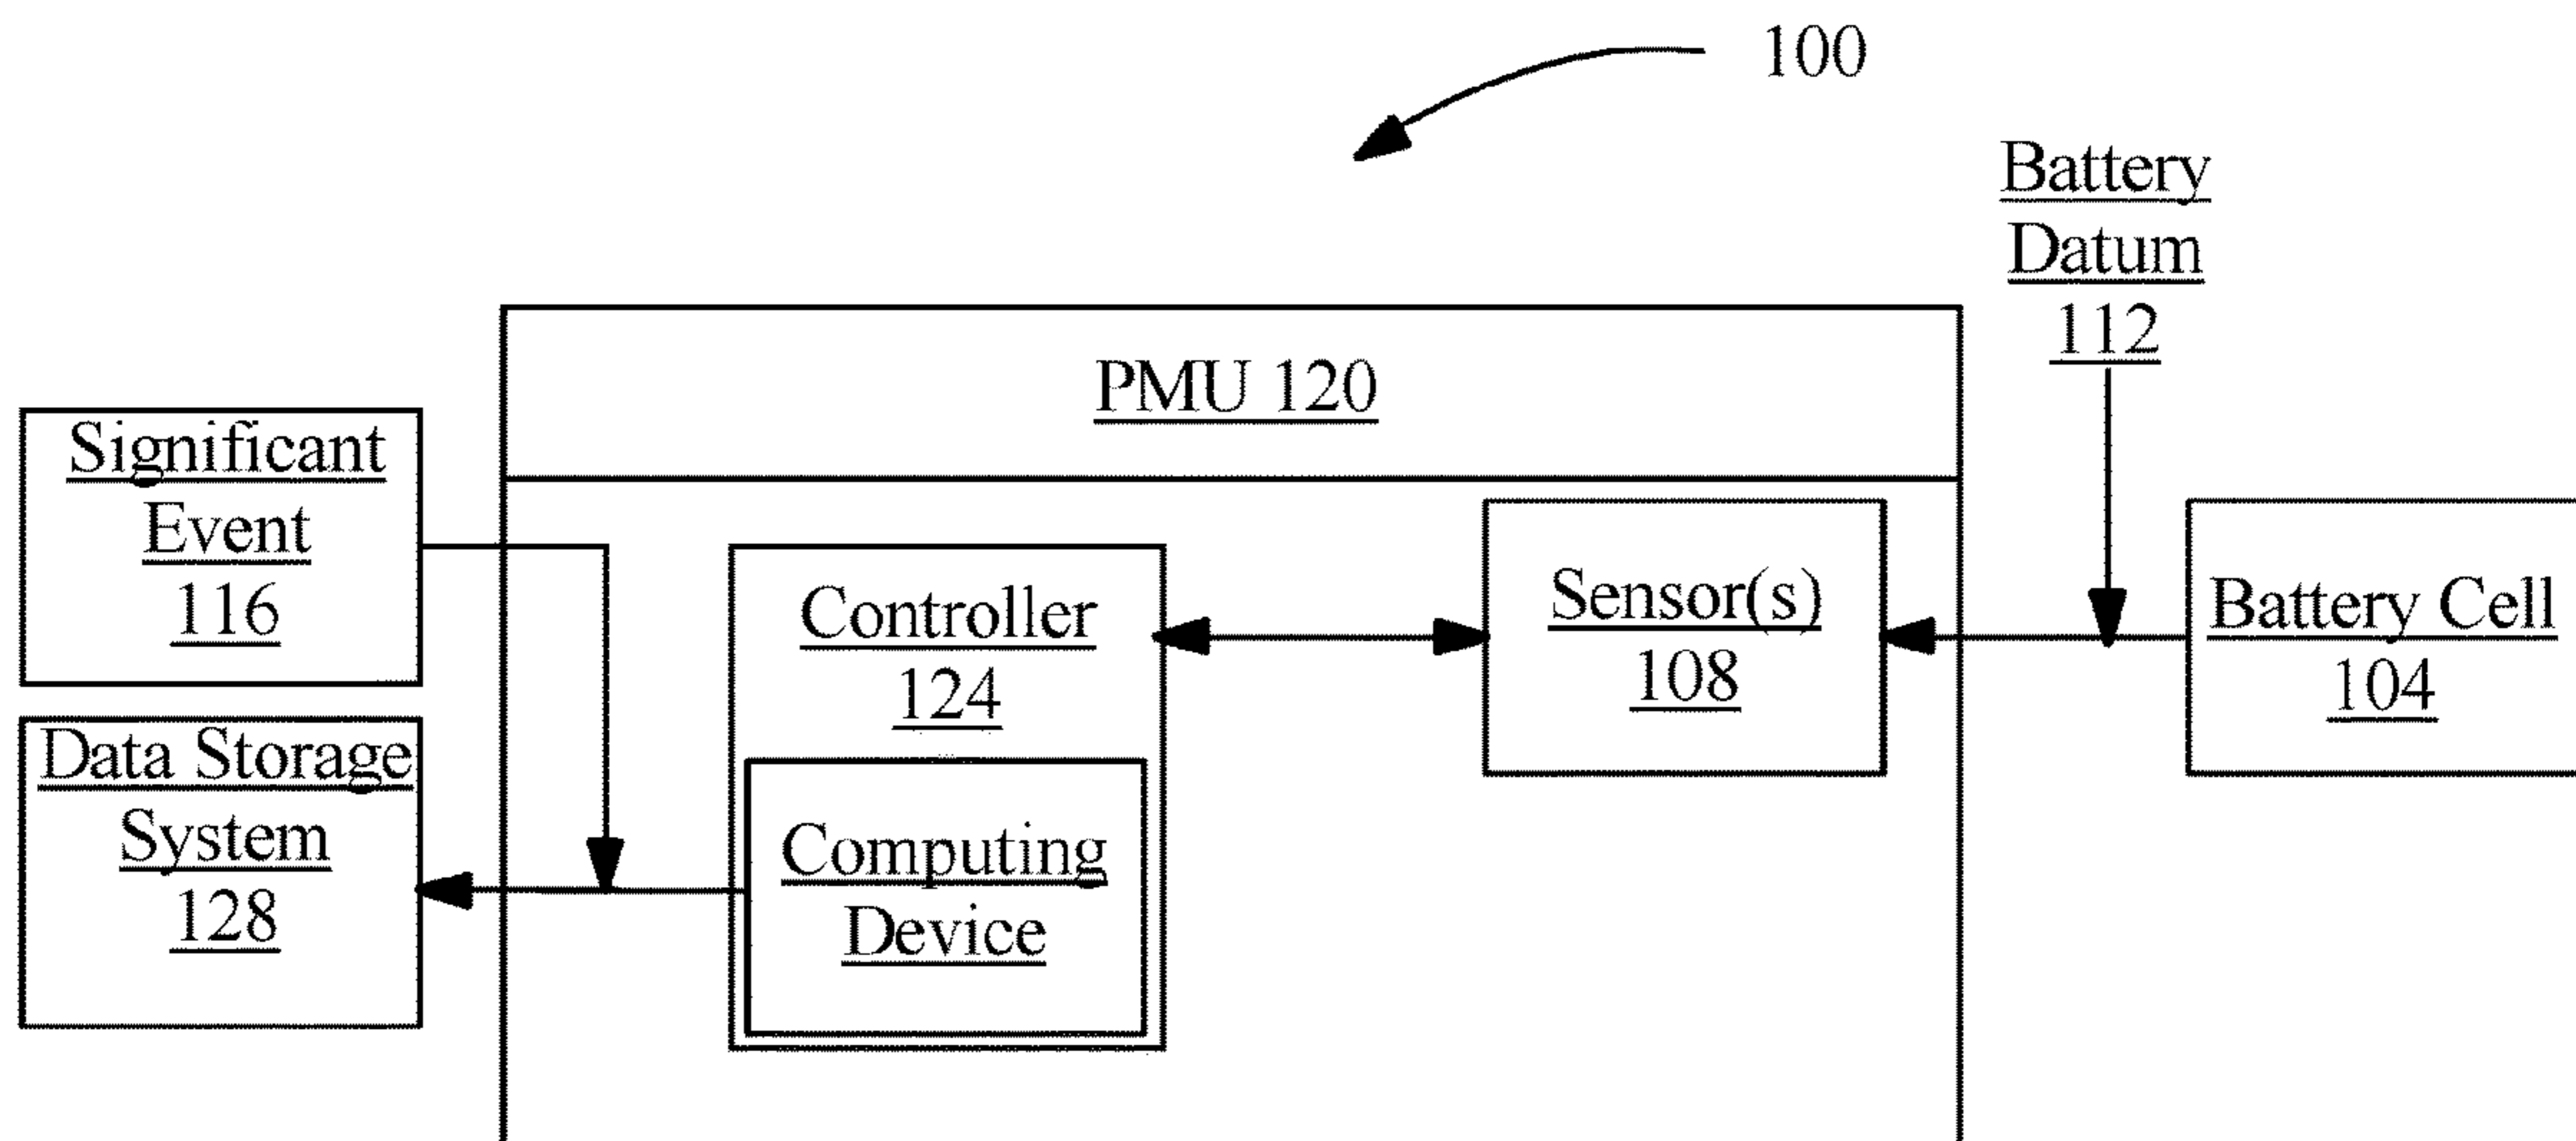 100
Battery
Datum
112
PMU 120
Significant
Event
116
Controller
124
Sensor(s)
108
Battery Cell
104
Data Storage
System
128
Computing
Device